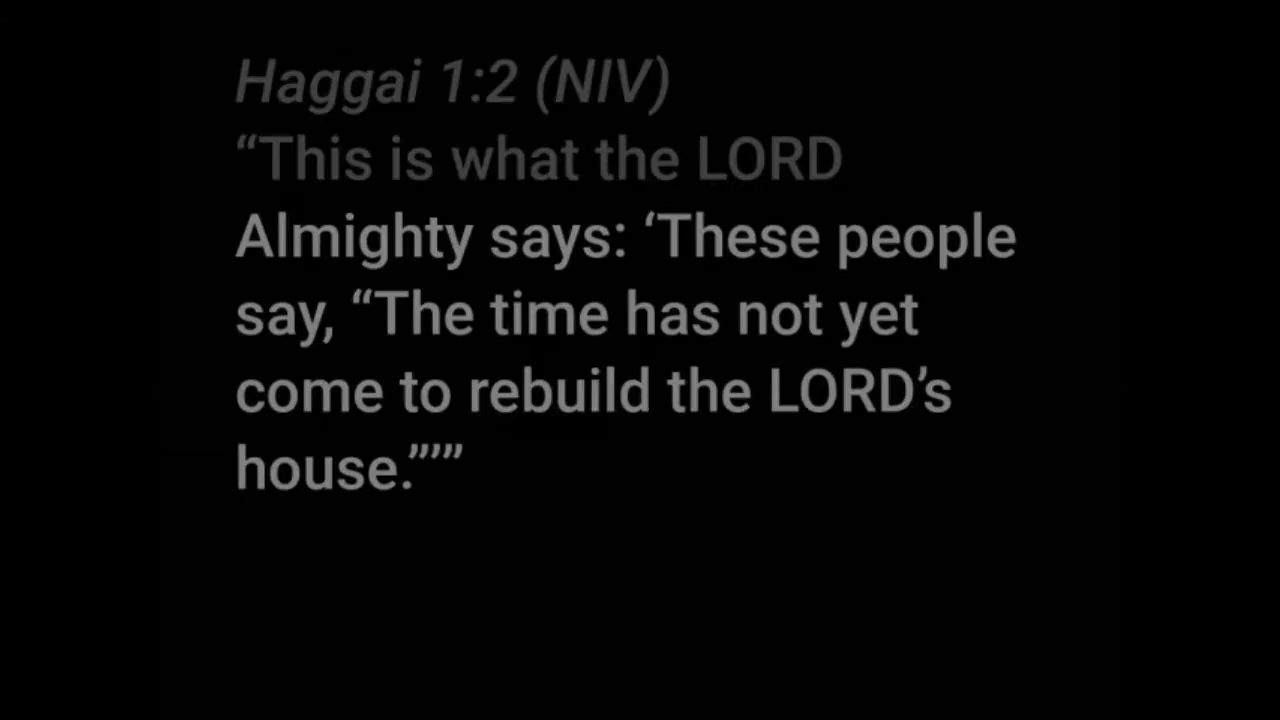 Haggai 1:2 (NIV)
“This is what the LORD
Almighty says: ‘These people
say, “The time has not yet
come to rebuild the LORD’s
house.”’”